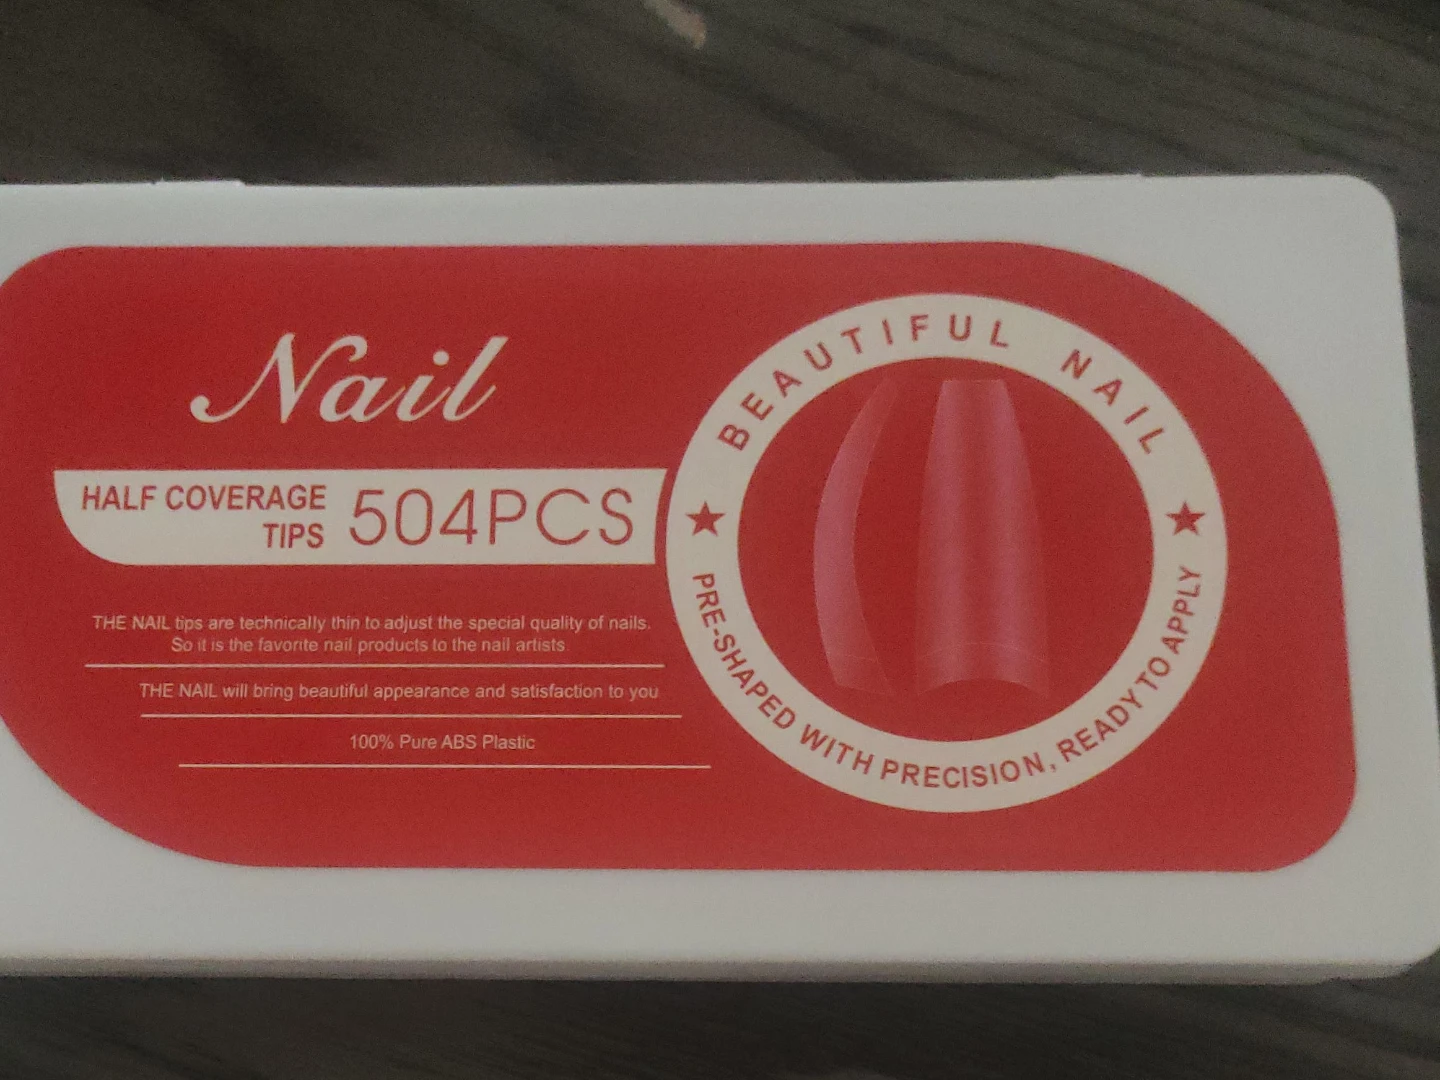 Nail
HALF COVERAGE
TIPS
504PCS
THE NAIL tips are technically thin to adjust the special quality of nails.
So it is the favorite nail products to the nail artists.
THE NAIL will bring beautiful appearance and satisfaction to you
100% Pure ABS Plastic
BEAUTIFUL NAIL
★ ★
PRE-SHAPED WITH PRECISION, READY TO APPLY